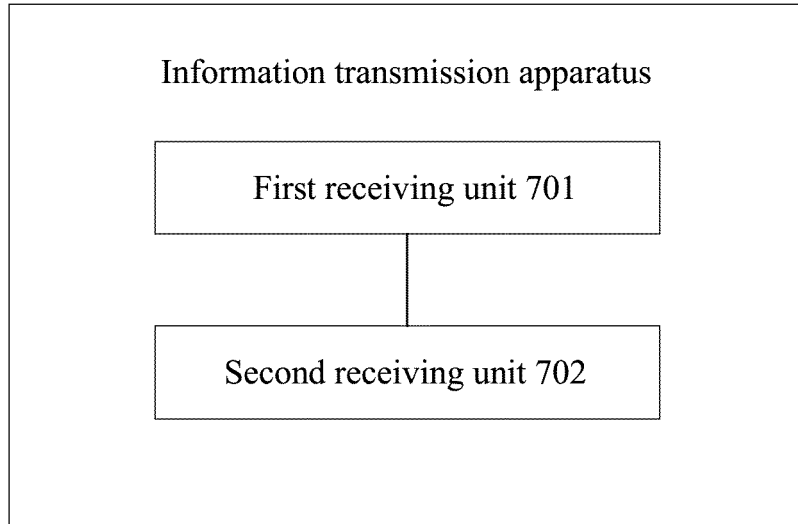 Information transmission apparatus
First receiving unit 701
Second receiving unit 702